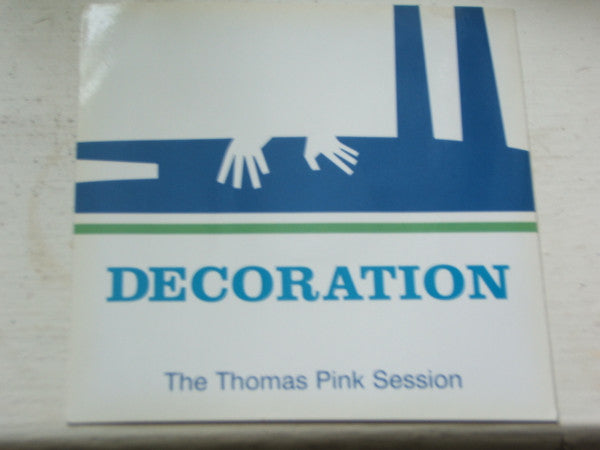 DECORATION
The Thomas Pink Session